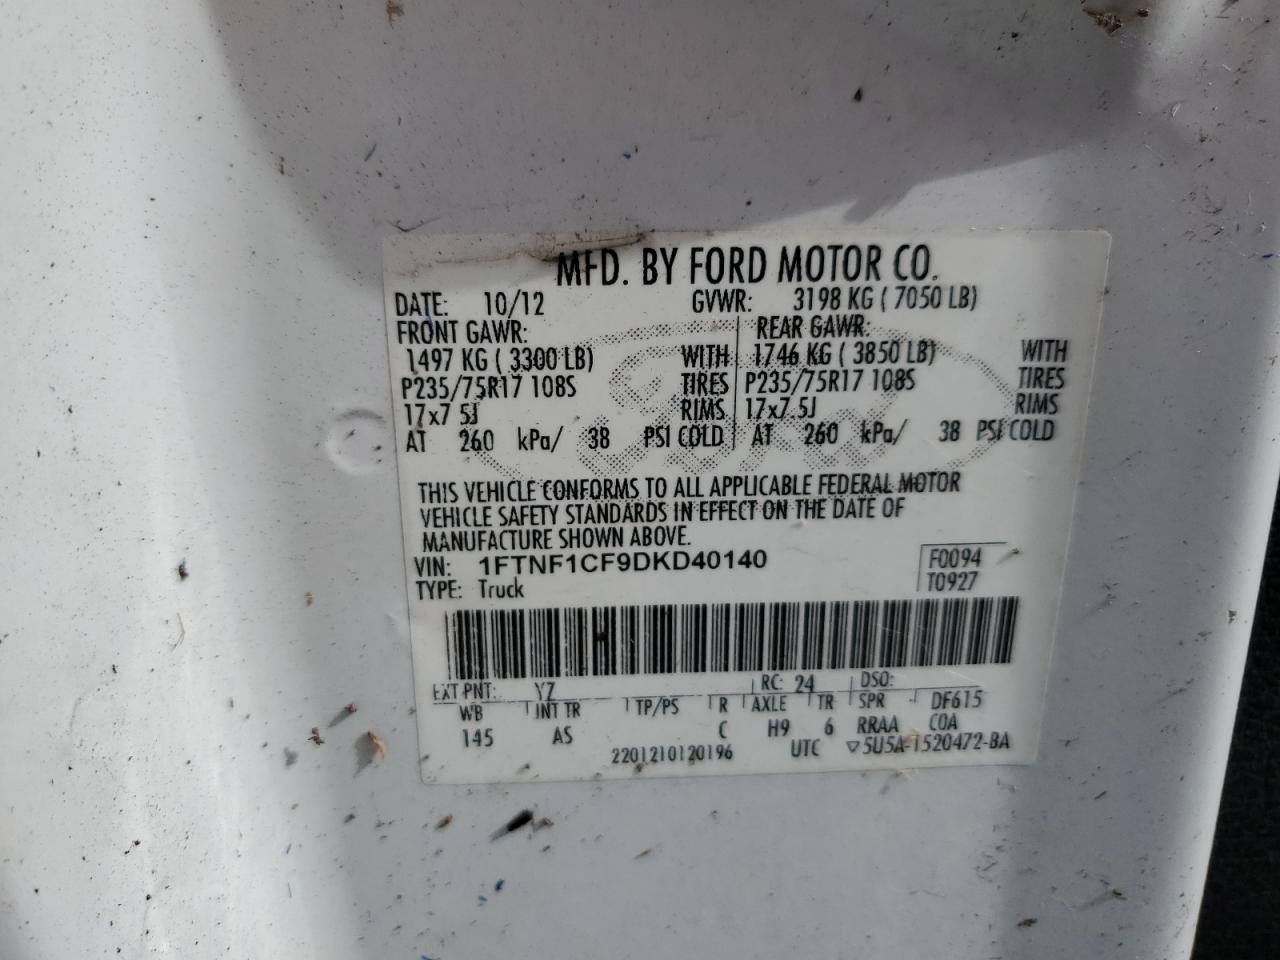 MFD. BY FORD MOTOR CO.
DATE: 10/12 GVWR: 3198 KG ( 7050 LB)
FRONT GAWR: REAR GAWR:
1497 KG ( 3300 LB) WITH 1746 KG ( 3850 LB) WITH
P235/75R17 108S TIRES P235/75R17 108S TIRES
17x7.5J RIMS 17x7.5J RIMS
AT 260 kPa/ 38 PSI COLD AT 260 kPa/ 38 PSI COLD
Ford
THIS VEHICLE CONFORMS TO ALL APPLICABLE FEDERAL MOTOR
VEHICLE SAFETY STANDARDS IN EFFECT ON THE DATE OF
MANUFACTURE SHOWN ABOVE.
VIN: 1FTNF1CF9DKD40140 F0094
TYPE: Truck T0927
EXT PNT: YZ RC: 24 DSO:
WB INT TR TP/PS R AXLE TR SPR DF615
145 AS C H9 6 RRAA COA
2201210120196 UTC ▽5U5A-1520472-BA